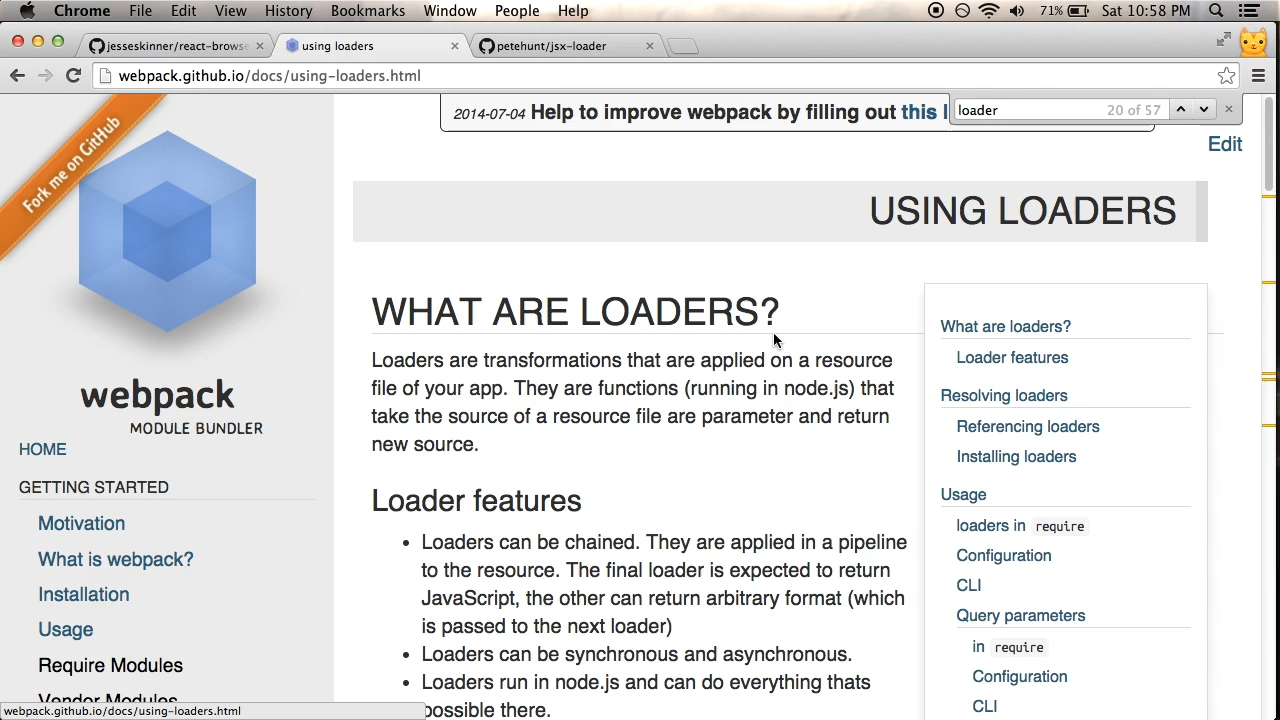 Chrome File Edit View History Bookmarks Window People Help 71% Sat 10:58 PM
jesseskinner/react-browse
using loaders
petehunt/jsx-loader
webpack.github.io/docs/using-loaders.html
loader 20 of 57
2014-07-04 Help to improve webpack by filling out this
Edit
Fork me on GitHub
webpack
MODULE BUNDLER
HOME
GETTING STARTED
Motivation
What is webpack?
Installation
Usage
Require Modules
Vendor Modules
USING LOADERS
WHAT ARE LOADERS?
Loaders are transformations that are applied on a resource
file of your app. They are functions (running in node.js) that
take the source of a resource file are parameter and return
new source.
Loader features
• Loaders can be chained. They are applied in a pipeline
to the resource. The final loader is expected to return
JavaScript, the other can return arbitrary format (which
is passed to the next loader)
• Loaders can be synchronous and asynchronous.
• Loaders run in node.js and can do everything thats
possible there.
What are loaders?
Loader features
Resolving loaders
Referencing loaders
Installing loaders
Usage
loaders in require
Configuration
CLI
Query parameters
in require
Configuration
CLI
webpack.github.io/docs/using-loaders.html